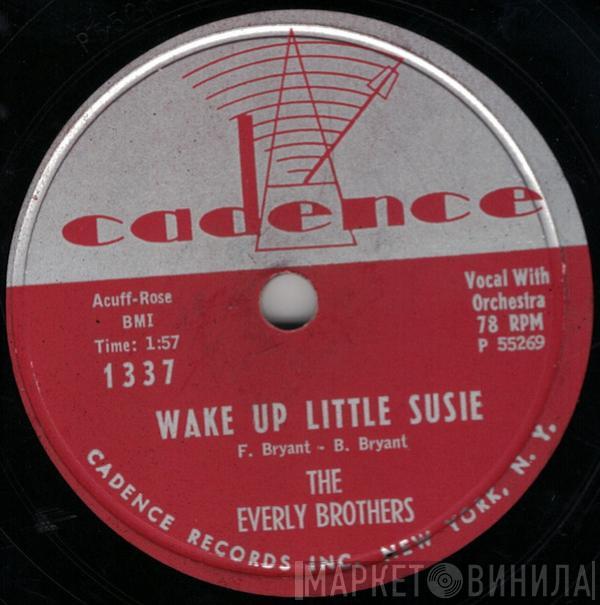 cadence
Acuff-Rose
BMI
Time: 1:57
1337
Vocal With
Orchestra
78 RPM
P 55269
WAKE UP LITTLE SUSIE
F. Bryant - B. Bryant
THE
EVERLY BROTHERS
CADENCE RECORDS INC. NEW YORK, N. Y.
МАРКЕТ ВИНИЛА